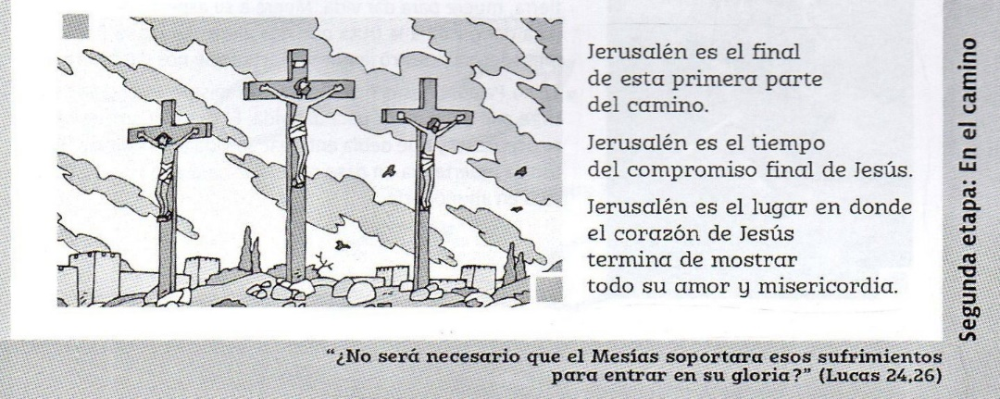 Jerusalén es el final
de esta primera parte
del camino.
Jerusalén es el tiempo
del compromiso final de Jesús.
Jerusalén es el lugar en donde
el corazón de Jesús
termina de mostrar
todo su amor y misericordia.
Segunda etapa: En el camino
“¿No será necesario que el Mesías soportara esos sufrimientos
para entrar en su gloria?” (Lucas 24,26)